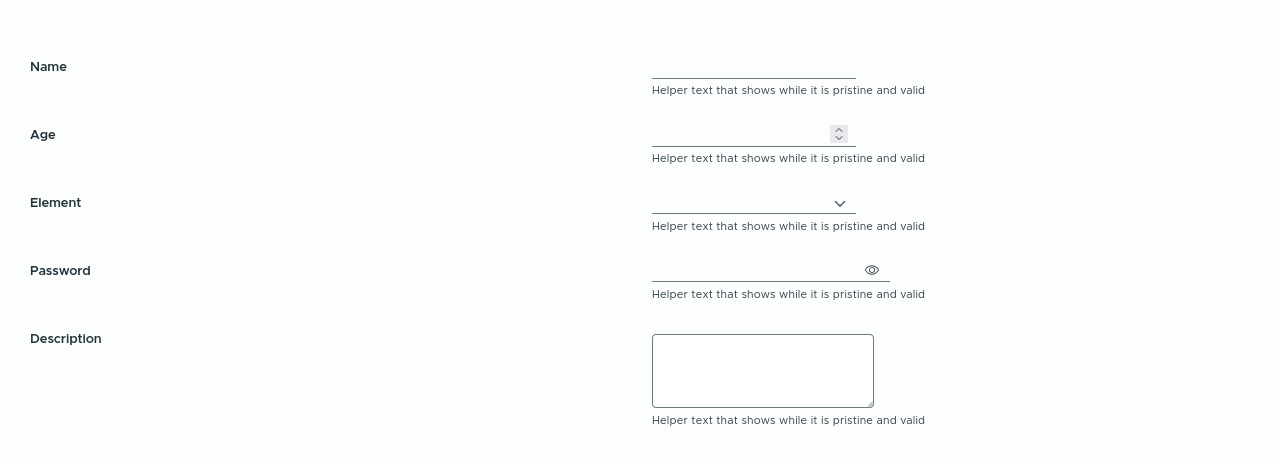 Name
Helper text that shows while it is pristine and valid
Age
Helper text that shows while it is pristine and valid
Element
Helper text that shows while it is pristine and valid
Password
Helper text that shows while it is pristine and valid
Description
Helper text that shows while it is pristine and valid